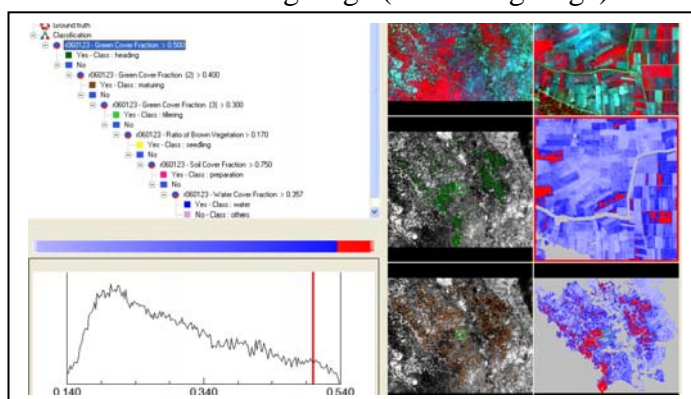 Ground truth
Classification
r060123 - Green Cover Fraction > 0.500
Yes - Class : heading
No
r060123 - Green Cover Fraction (2) > 0.400
Yes - Class : maturing
No
r060123 - Green Cover Fraction (3) > 0.300
Yes - Class : tillering
No
r060123 - Ratio of Brown Vegetation > 0.170
Yes - Class : seedling
No
r060123 - Soil Cover Fraction > 0.750
Yes - Class : preparation
No
r060123 - Water Cover Fraction > 0.357
Yes - Class : water
No - Class : others
0.140 0.340 0.540